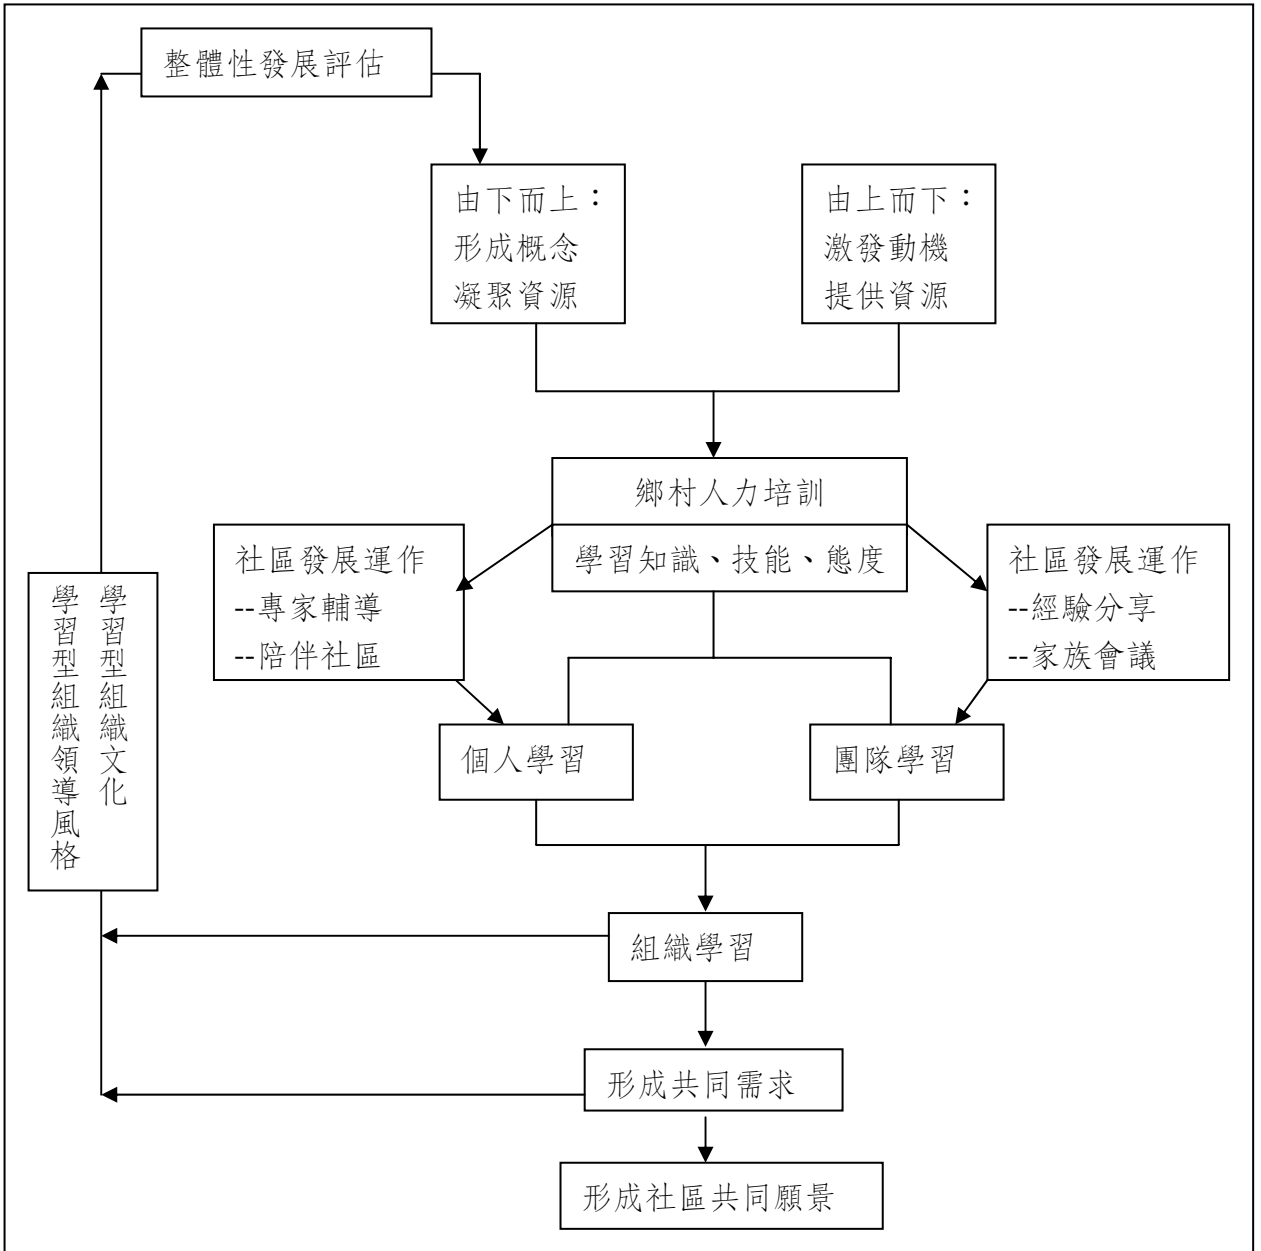 整體性發展評估
由下而上：
形成概念
凝聚資源
由上而下：
激發動機
提供資源
鄉村人力培訓
學習知識、技能、態度
社區發展運作
--專家輔導
--陪伴社區
社區發展運作
--經驗分享
--家族會議
學習型組織文化
學習型組織領導風格
個人學習
團隊學習
組織學習
形成共同需求
形成社區共同願景